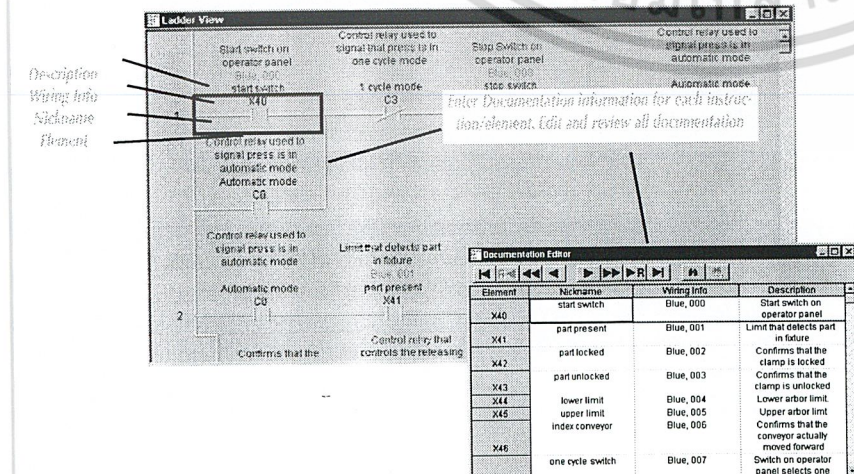 Ladder View
Start switch on
operator panel
Blue, 000
start switch
X40
Control relay used to
signal that press is in
one cycle mode
1 cycle mode
C3
Stop Switch on
operator panel
Blue, 003
stop switch
Control relay used to
signal press is in
automatic mode
Automatic mode
Description
Wiring Info
Nickname
Element
1
Enter Documentation information for each instruc-
tion/element. Edit and review all documentation
Control relay used to
signal press is in
automatic mode
Automatic mode
C0
Control relay used to
signal press is in
automatic mode
Automatic mode
C0
Limit that detects part
in fixture
Blue, 001
part present
X41
2
Confirms that the
Control relay that
controls the releasing
Documentation Editor
Element Nickname Wiring Info Description
X40 start switch Blue, 000 Start switch on
operator panel
X41 part present Blue, 001 Limit that detects part
in fixture
X42 part locked Blue, 002 Confirms that the
clamp is locked
X43 part unlocked Blue, 003 Confirms that the
clamp is unlocked
X44 lower limit Blue, 004 Lower arbor limit.
X45 upper limit Blue, 005 Upper arbor limt
X46 index conveyor Blue, 006 Confirms that the
conveyor actually
moved forward
one cycle switch Blue, 007 Switch on operator
panel selects one